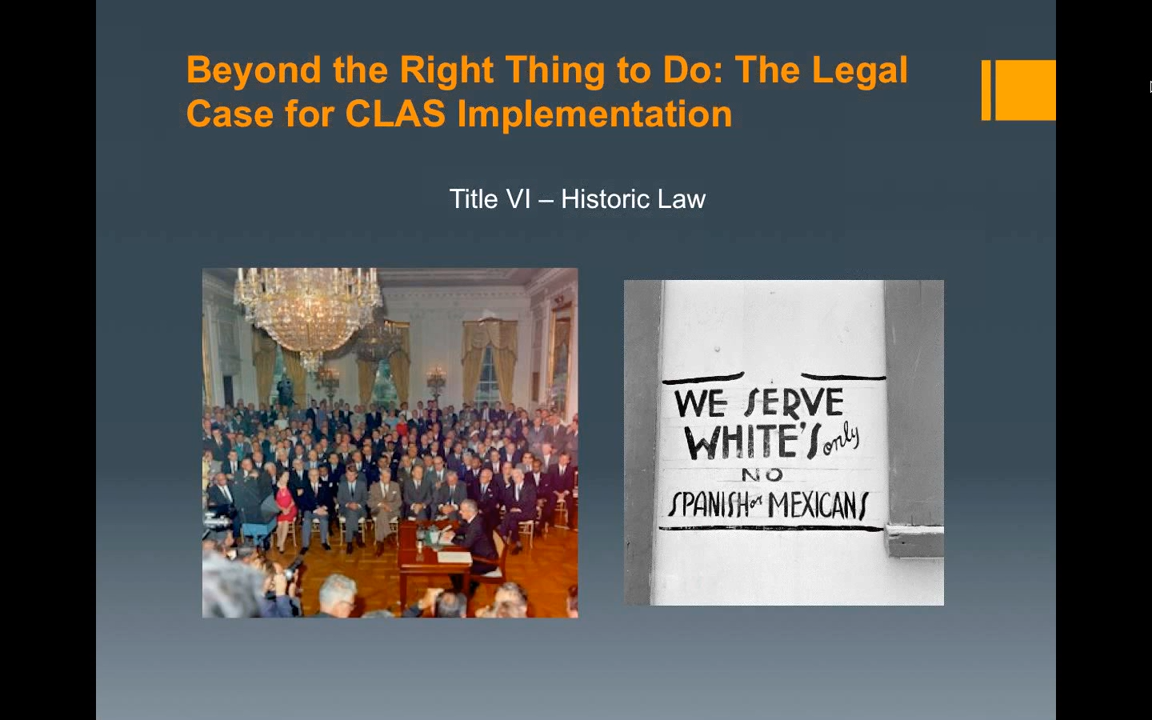 Beyond the Right Thing to Do: The Legal
Case for CLAS Implementation
Title VI – Historic Law
WE SERVE
WHITE'S only
NO
SPANISH or MEXICANS